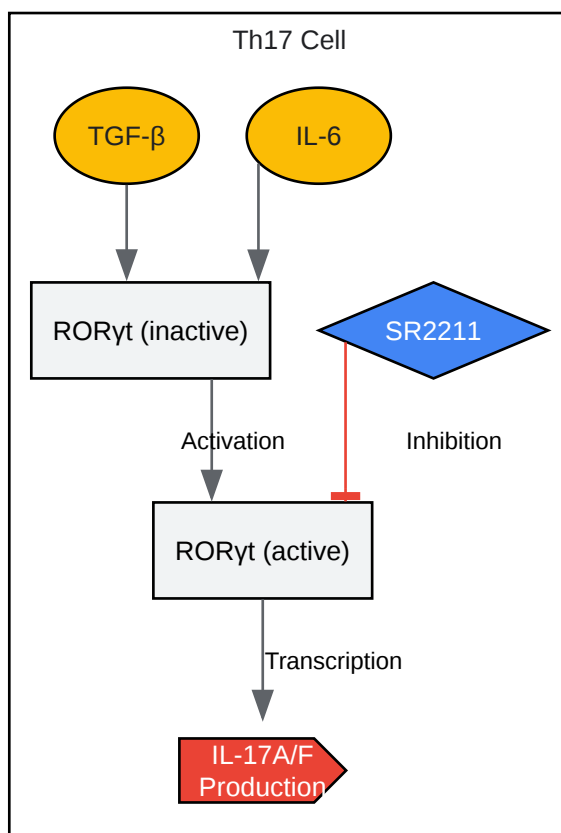 Th17 Cell
TGF-β
IL-6
RORγt (inactive)
SR2211
Activation
Inhibition
RORγt (active)
Transcription
IL-17A/F
Production